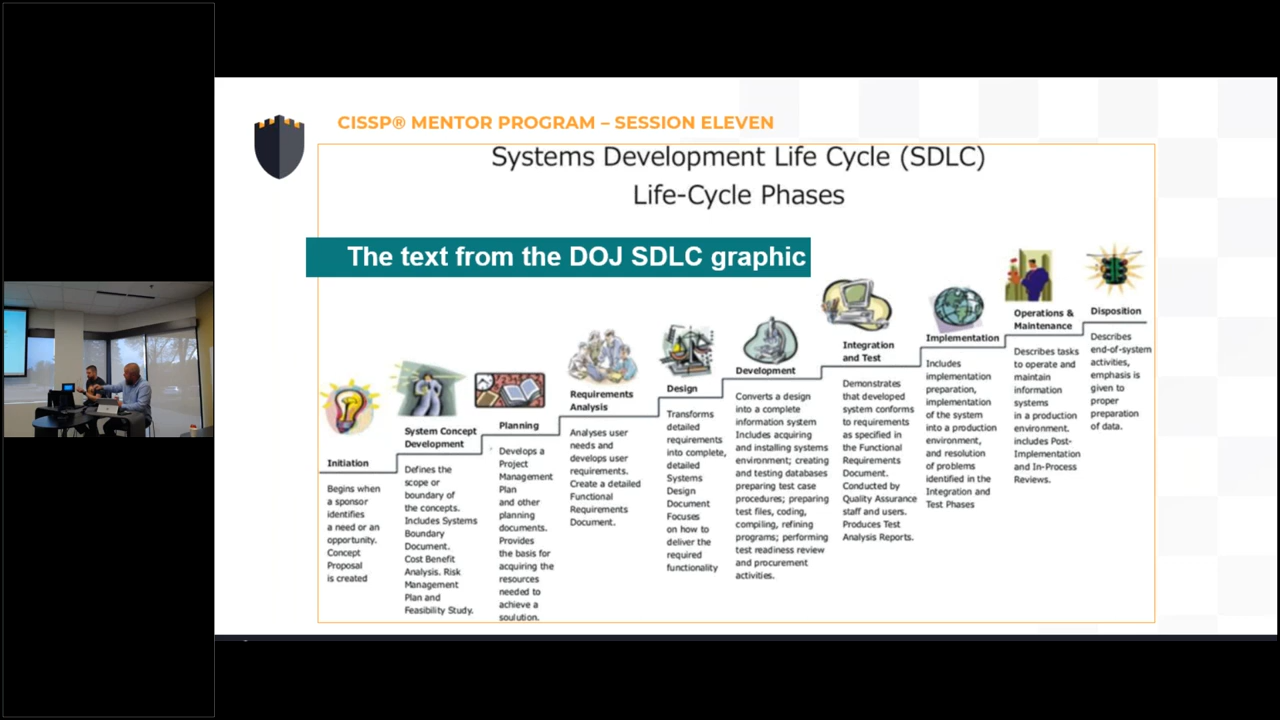 CISSP® MENTOR PROGRAM – SESSION ELEVEN
Systems Development Life Cycle (SDLC)
Life-Cycle Phases
The text from the DOJ SDLC graphic
Initiation
Begins when
a sponsor
identifies
a need or an
opportunity.
Concept
Proposal
is created
System Concept
Development
Defines the
scope or
boundary of
the concepts.
Includes Systems
Boundary
Document.
Cost Benefit
Analysis. Risk
Management
Plan and
Feasibility Study.
Planning
Develops a
Project
Management
Plan
and other
planning
documents.
Provides
the basis for
acquiring the
resources
needed to
achieve a
soulution.
Requirements
Analysis
Analyses user
needs and
develops user
requirements.
Create a detailed
Functional
Requirements
Document.
Design
Transforms
detailed
requirements
into complete,
detailed
Systems
Design
Document
Focuses
on how to
deliver the
required
functionality
Development
Converts a design
into a complete
information system
Includes acquiring
and installing systems
environment; creating
and testing databases
preparing test case
procedures; preparing
test files, coding,
compiling, refining
programs; performing
test readiness review
and procurement
activities.
Integration
and Test
Demonstrates
that developed
system conforms
to requirements
as specified in
the Functional
Requirements
Document.
Conducted by
Quality Assurance
staff and users.
Produces Test
Analysis Reports.
Implementation
Includes
implementation
preparation,
implementation
of the system
into a production
environment,
and resolution
of problems
identified in the
Integration and
Test Phases
Operations &
Maintenance
Describes tasks
to operate and
maintain
information
systems
in a production
environment.
includes Post-
Implementation
and In-Process
Reviews.
Disposition
Describes
end-of-system
activities,
emphasis is
given to
proper
preparation
of data.